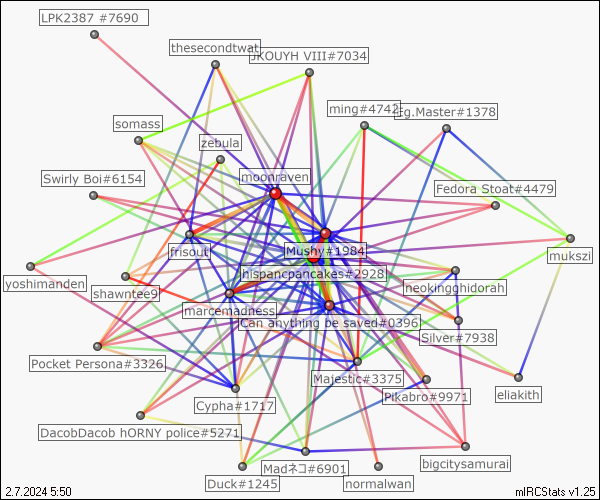 LPK2387 #7690
thesecondtwat
JKOUYH VIII#7034
ming#4742
Eg.Master#1378
somass
zebula
moonraven
Swirly Boi#6154
Fedora Stoat#4479
frisout
Mushy#1984
mukszi
Jhispancpancakes#2928
yoshimanden
shawntee9
neokingghidorah
marcemadness
Can anything be saved#0396
Silver#7938
Pocket Persona#3326
Majestic#3375
eliakith
Cypha#1717
Pikabro#9971
DacobDacob hORNY police#5271
bigcitysamurai
Madネコ#6901
Duck#1245
normalwan
2.7.2024 5:50
mIRCStats v1.25